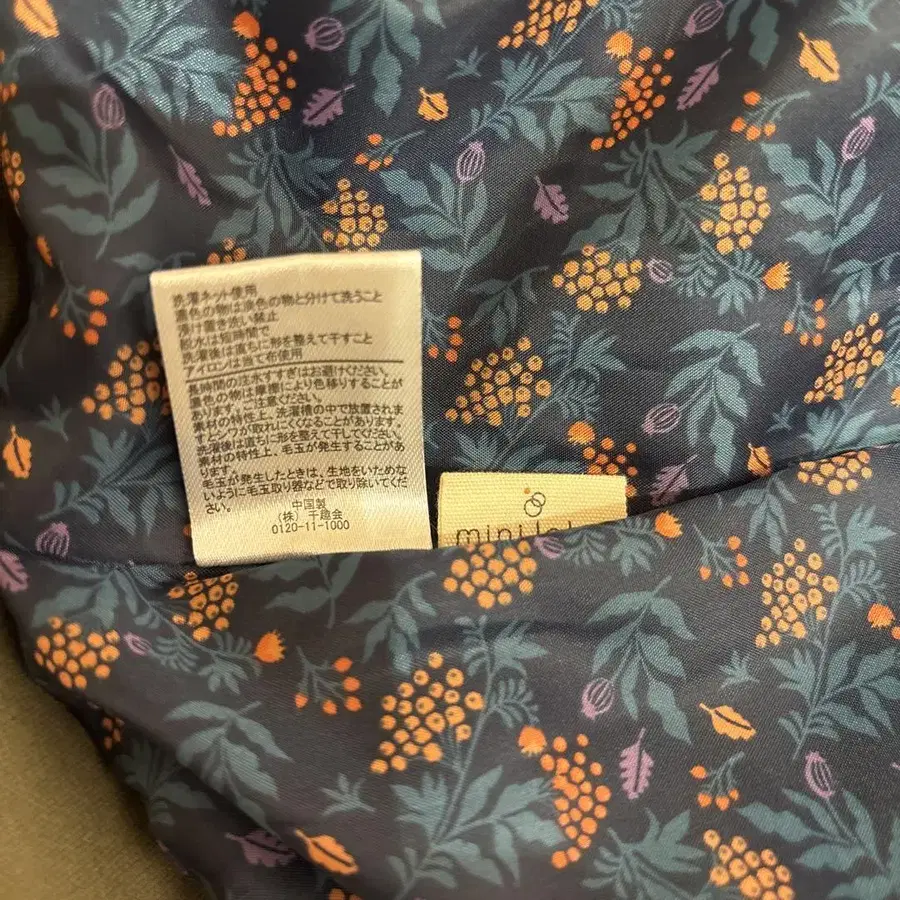 洗濯ネット使用
濃色の物は淡色の物と分けて洗うこと
漬け置き洗い禁止
脱水は短時間で
洗濯後は直ちに形を整えて干すこと
アイロンは当て布使用
長時間の注水すすぎはお避けください。
濃色の物は摩擦により色移りすることが
あります。
素材の特性上、洗濯槽の中で放置されま
すとシワが取れにくくなることがあります。
洗濯後は直ちに形を整えて干してください。
素材の特性上、毛玉が発生することがあ
ります。
毛玉が発生したときは、生地をいためな
いように毛玉取り器などで取り除いてくだ
さい。
中国製
(株) 千趣会
0120-11-1000
mini